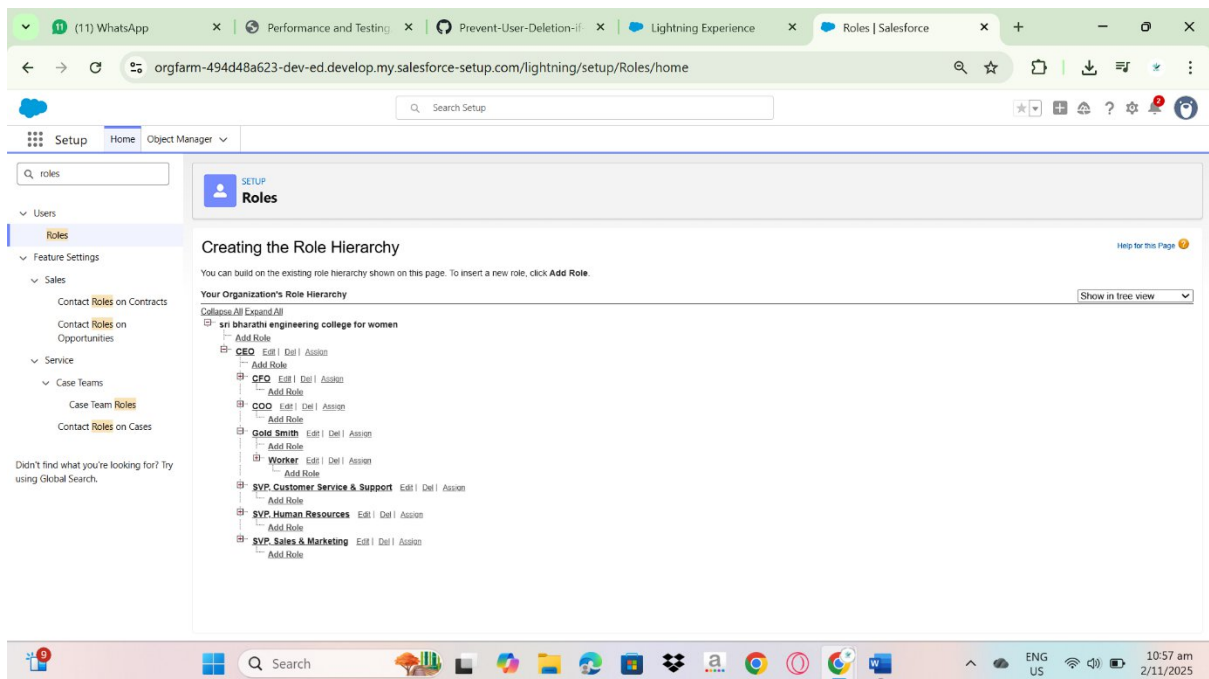 11 (11) WhatsApp
Performance and Testing
Prevent-User-Deletion-if-
Lightning Experience
Roles | Salesforce
orgfarm-494d48a623-dev-ed.develop.my.salesforce-setup.com/lightning/setup/Roles/home
Search Setup
2
Setup Home Object Manager
roles
SETUP
Roles
Users
Roles
Feature Settings
Sales
Contact Roles on Contracts
Contact Roles on
Opportunities
Service
Case Teams
Case Team Roles
Contact Roles on Cases
Didn't find what you're looking for? Try
using Global Search.
Creating the Role Hierarchy
Help for this Page
You can build on the existing role hierarchy shown on this page. To insert a new role, click Add Role.
Your Organization's Role Hierarchy
Show in tree view
Collapse All Expand All
sri bharathi engineering college for women
Add Role
CEO Edit | Del | Assign
Add Role
CFO Edit | Del | Assign
Add Role
COO Edit | Del | Assign
Add Role
Gold Smith Edit | Del | Assign
Add Role
Worker Edit | Del | Assign
Add Role
SVP, Customer Service & Support Edit | Del | Assign
Add Role
SVP, Human Resources Edit | Del | Assign
Add Role
SVP, Sales & Marketing Edit | Del | Assign
Add Role
9
Search
a
W
ENG
US
10:57 am
2/11/2025